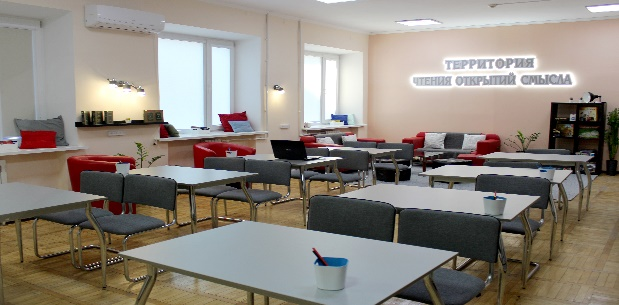 ТЕРРИТОРИЯ
ЧТЕНИЯ ОТКРЫТИЙ СМЫСЛА